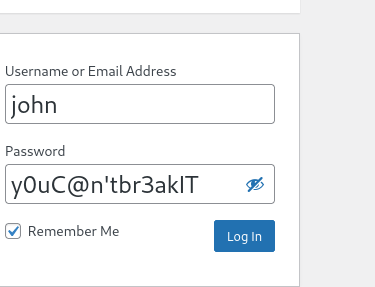 Username or Email Address
john
Password
y0uC@n'tbr3akIT
Remember Me
Log In